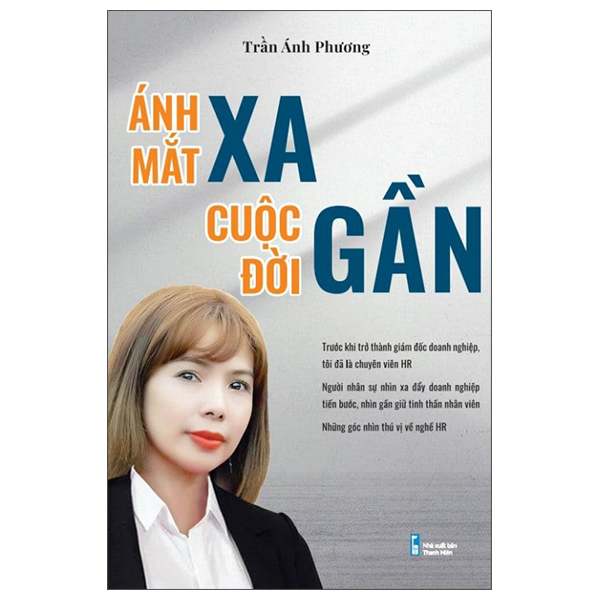 Trần Ánh Phương
ÁNH
MẮT
XA
CUỘC
ĐỜI
GẦN
Trước khi trở thành giám đốc doanh nghiệp,
tôi đã là chuyên viên HR
Người nhân sự nhìn xa đẩy doanh nghiệp
tiến bước, nhìn gần giữ tinh thần nhân viên
Những góc nhìn thú vị về nghề HR
Nhà xuất bản
Thanh Niên